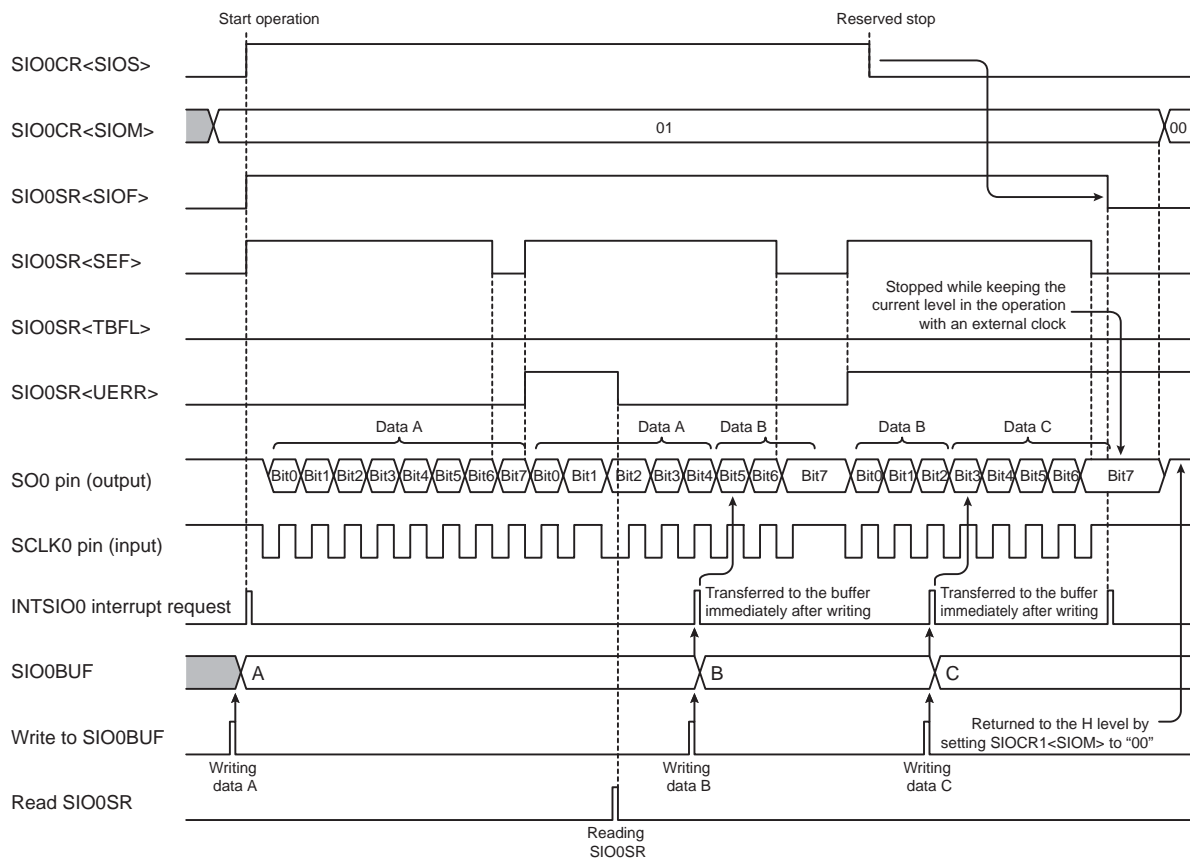 Start operation
Reserved stop
SIO0CR<SIOS>
SIO0CR<SIOM>
01
00
SIO0SR<SIOF>
SIO0SR<SEF>
Stopped while keeping the
current level in the operation
with an external clock
SIO0SR<TBFL>
SIO0SR<UERR>
Data A
Data A
Data B
Data B
Data C
SO0 pin (output)
Bit0 Bit1 Bit2 Bit3 Bit4 Bit5 Bit6 Bit7 Bit0 Bit1 Bit2 Bit3 Bit4 Bit5 Bit6 Bit7 Bit0 Bit1 Bit2 Bit3 Bit4 Bit5 Bit6 Bit7
SCLK0 pin (input)
INTSIO0 interrupt request
Transferred to the buffer
immediately after writing
Transferred to the buffer
immediately after writing
SIO0BUF
A
B
C
Write to SIO0BUF
Returned to the H level by
setting SIOCR1<SIOM> to “00”
Writing
data A
Writing
data B
Writing
data C
Read SIO0SR
Reading
SIO0SR